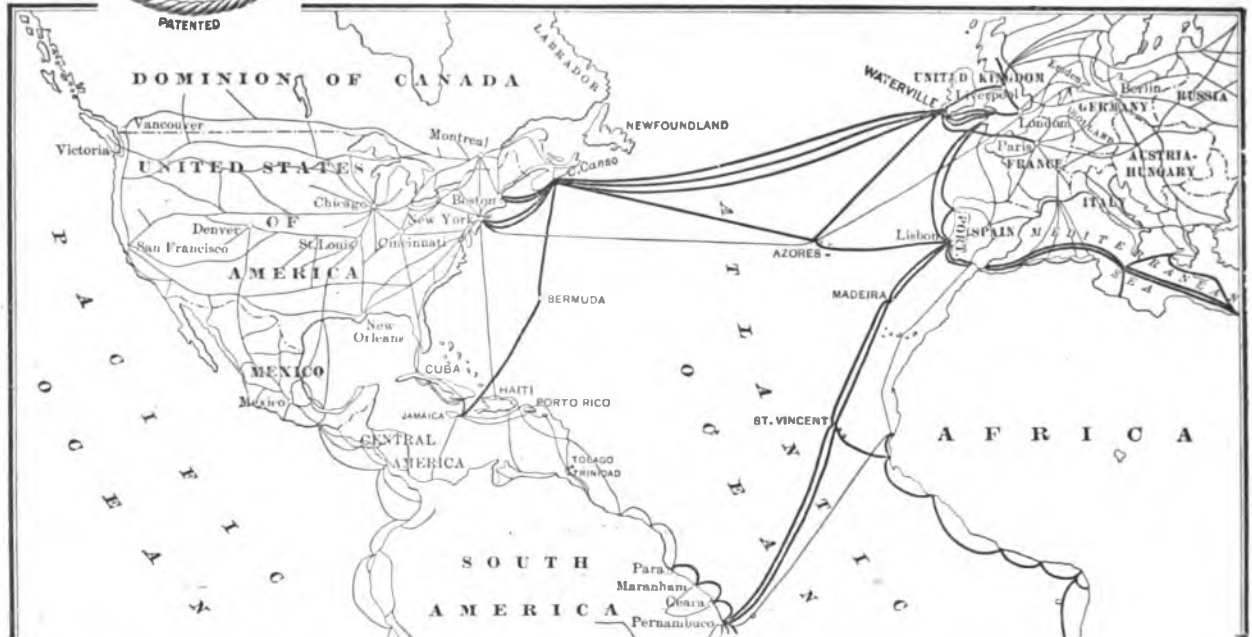 PATENTED
LABRADOR
DOMINION OF CANADA
WATERVILLE
UNITED KINGDOM
Liverpool
Berlin
RUSSIA
GERMANY
Vancouver
NEWFOUNDLAND
London
HOLLAND
Victoria
Montreal
Paris
FRANCE
AUSTRIA-
HUNGARY
UNITED STATES
C. Canso
Chicago
Boston
ITALY
OF
New York
Denver
San Francisco
St. Louis
Cincinnati
Lisbon
PORT.
SPAIN
MEDITERRANEAN
SEA
AZORES
AMERICA
BERMUDA
MADEIRA
New
Orleans
PACIFIC
OCEAN
ATLANTIC
OCEAN
MEXICO
Mexico
CUBA
HAITI
PORTO RICO
JAMAICA
ST. VINCENT
AFRICA
CENTRAL
AMERICA
TOBAGO
TRINIDAD
SOUTH
AMERICA
Para
Maranham
Ceara
Pernambuco